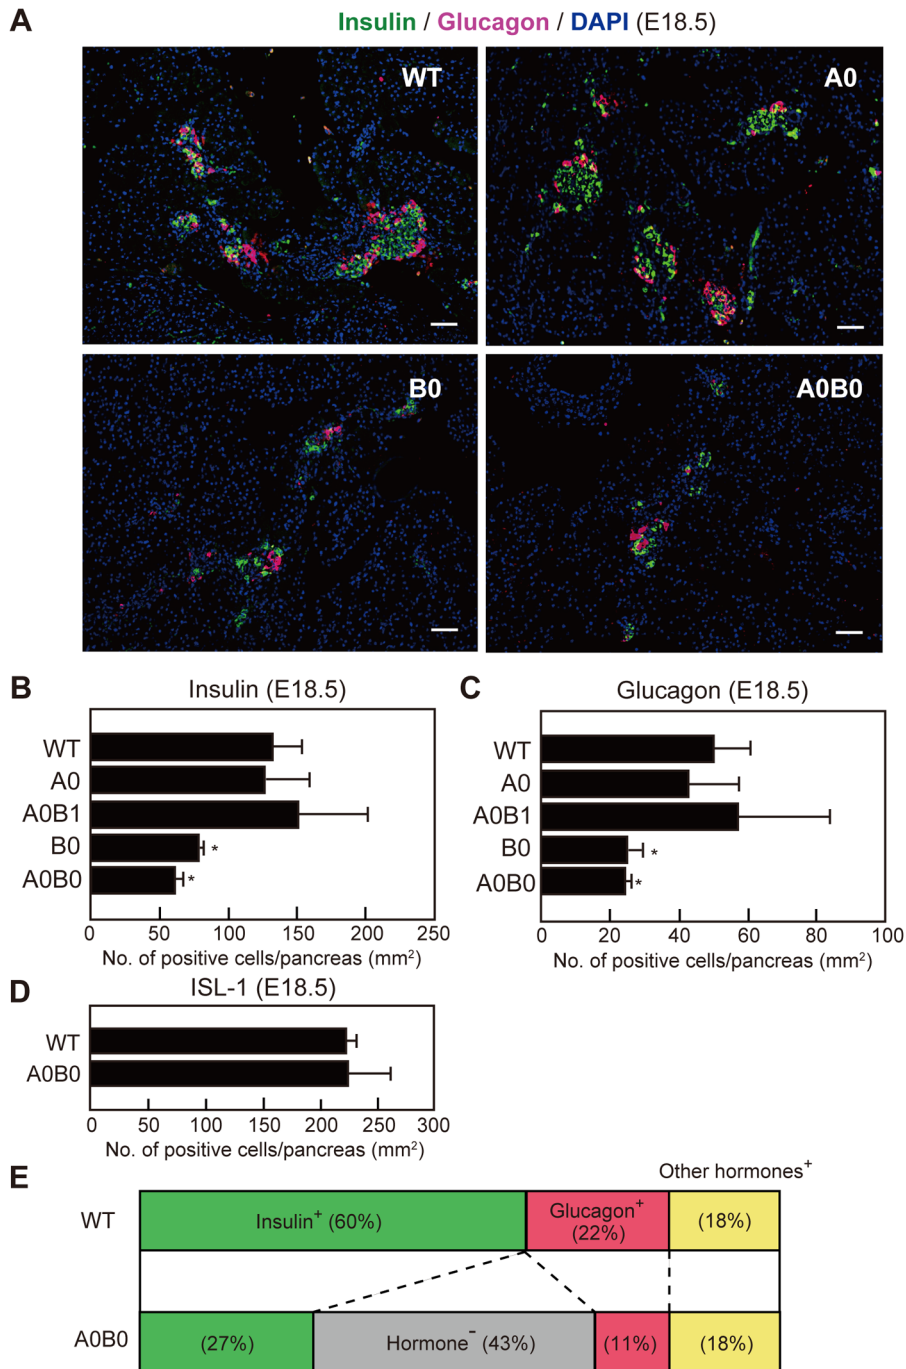 A
Insulin / Glucagon / DAPI (E18.5)
WT
A0
B0
A0B0
B
Insulin (E18.5)
WT
A0
A0B1
B0
*
A0B0
*
0 50 100 150 200 250
No. of positive cells/pancreas (mm²)
C
Glucagon (E18.5)
WT
A0
A0B1
B0
*
A0B0
*
0 20 40 60 80 100
No. of positive cells/pancreas (mm²)
D
ISL-1 (E18.5)
WT
A0B0
0 50 100 150 200 250 300
No. of positive cells/pancreas (mm²)
E
Other hormones⁺
WT
Insulin⁺ (60%)
Glucagon⁺
(22%)
(18%)
A0B0
(27%)
Hormone⁻ (43%)
(11%)
(18%)